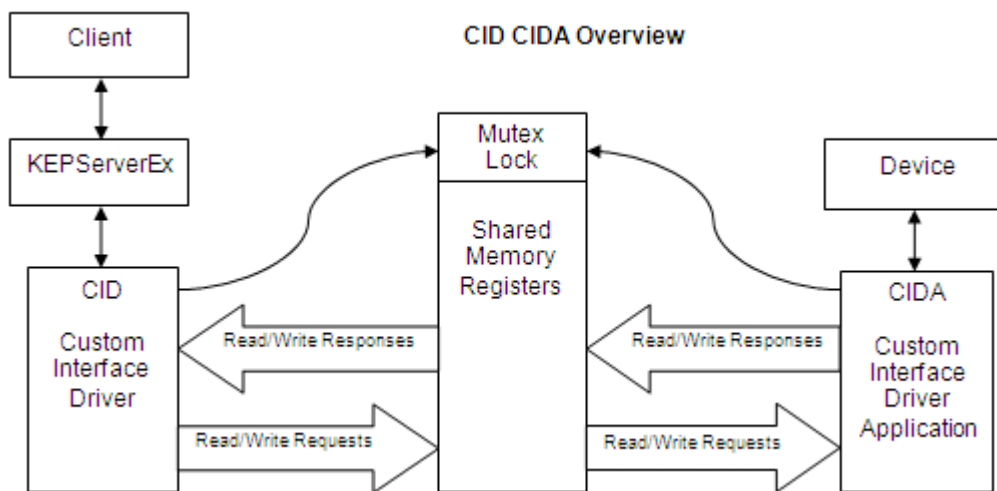 Client
CID CIDA Overview
KEPServerEx
Mutex
Lock
Device
Shared
Memory
Registers
CID
Custom
Interface
Driver
CIDA
Custom
Interface
Driver
Application
Read/Write Responses
Read/Write Responses
Read/Write Requests
Read/Write Requests